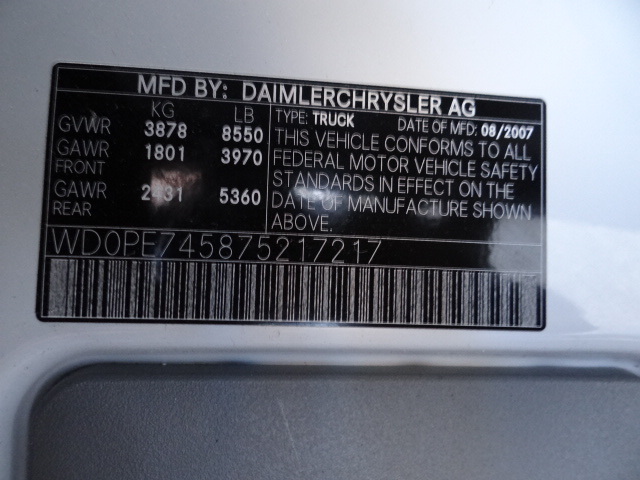 MFD BY: DAIMLERCHRYSLER AG
KG LB
GVWR 3878 8550
GAWR FRONT 1801 3970
GAWR REAR 2431 5360
TYPE: TRUCK DATE OF MFD: 08/2007
THIS VEHICLE CONFORMS TO ALL
FEDERAL MOTOR VEHICLE SAFETY
STANDARDS IN EFFECT ON THE
DATE OF MANUFACTURE SHOWN
ABOVE.
WD0PE745875217217